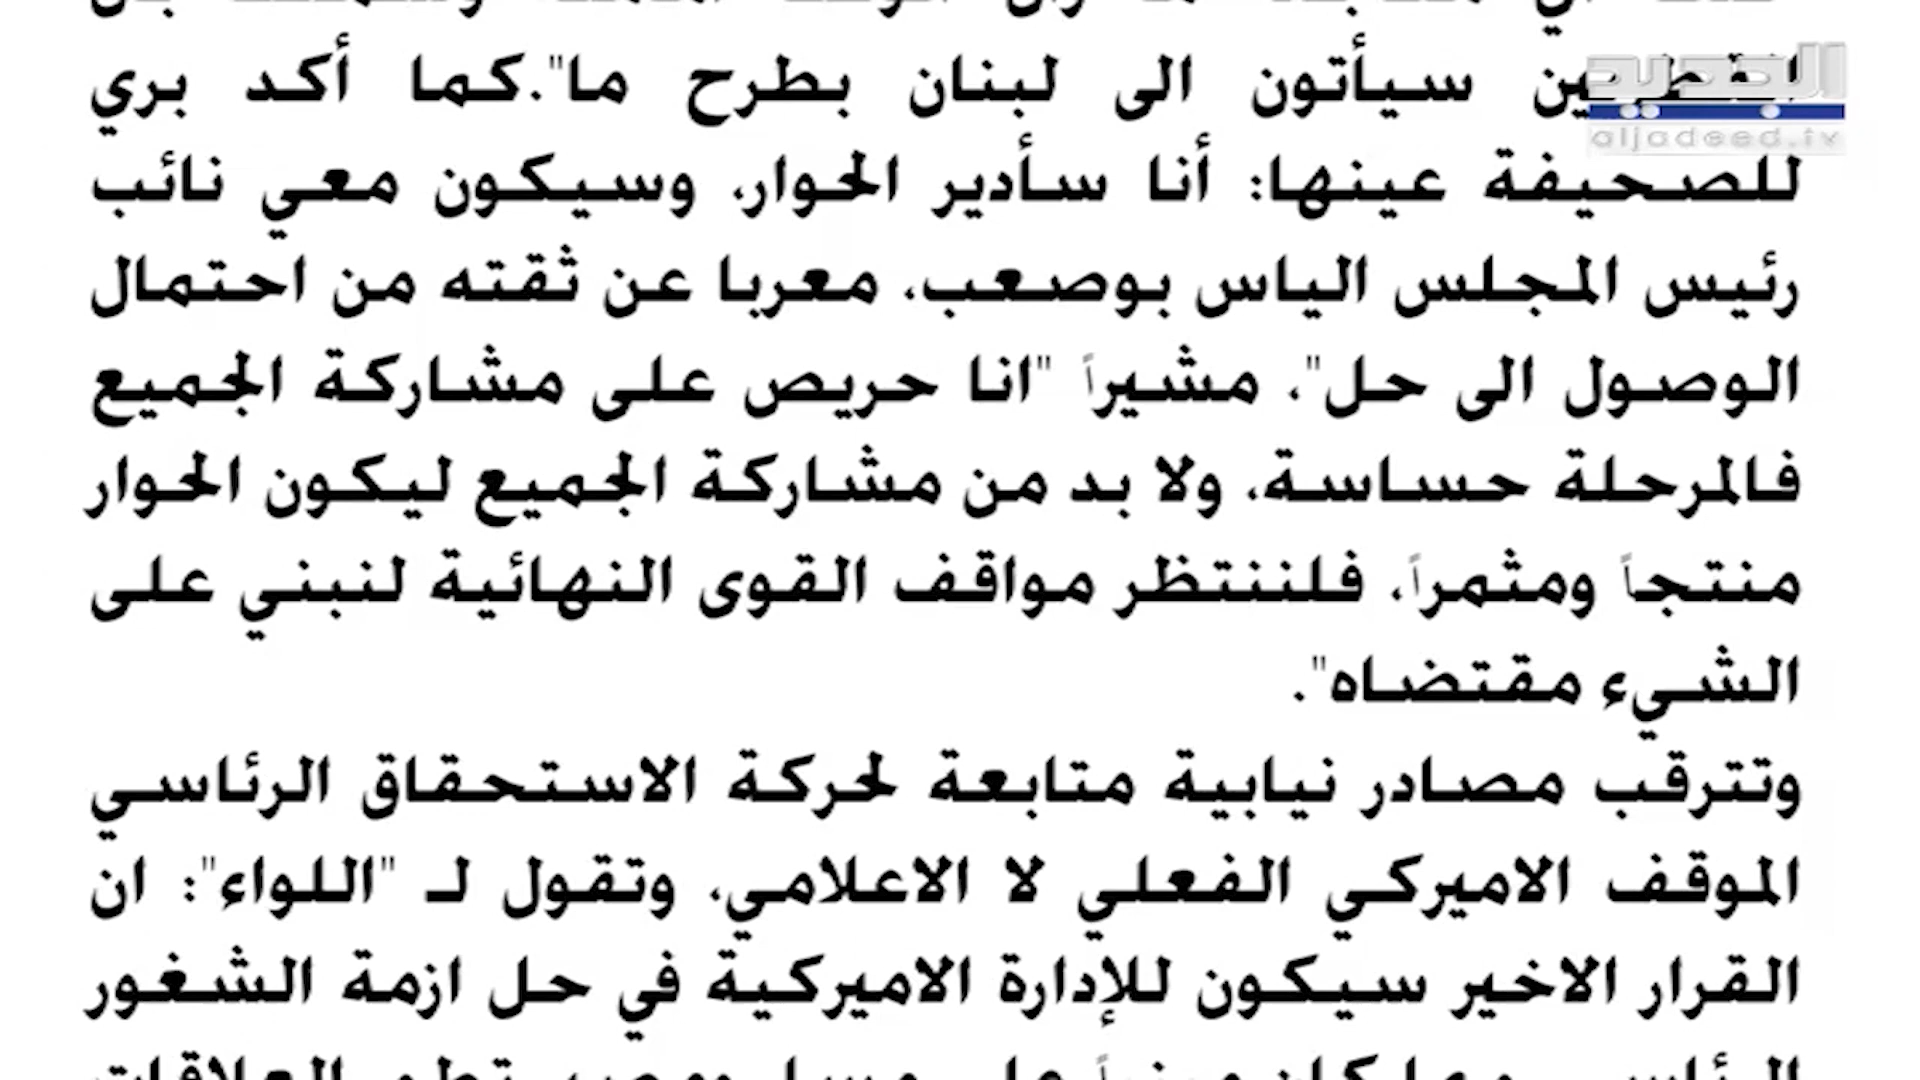 القطريين سيأتون الى لبنان بطرح ما".كما أكد بري
للصحيفة عينها: أنا سأدير الحوار، وسيكون معي نائب
رئيس المجلس الياس بوصعب، معربا عن ثقته من احتمال
الوصول الى حل"، مشيراً "انا حريص على مشاركة الجميع
فالمرحلة حساسة، ولا بد من مشاركة الجميع ليكون الحوار
منتجاً ومثمراً، فلننتظر مواقف القوى النهائية لنبني على
الشيء مقتضاه".
وتترقب مصادر نيابية متابعة لحركة الاستحقاق الرئاسي
الموقف الاميركي الفعلي لا الاعلامي، وتقول لـ "اللواء": ان
القرار الاخير سيكون للإدارة الاميركية في حل ازمة الشغور
الجديد
aljadeed.tv